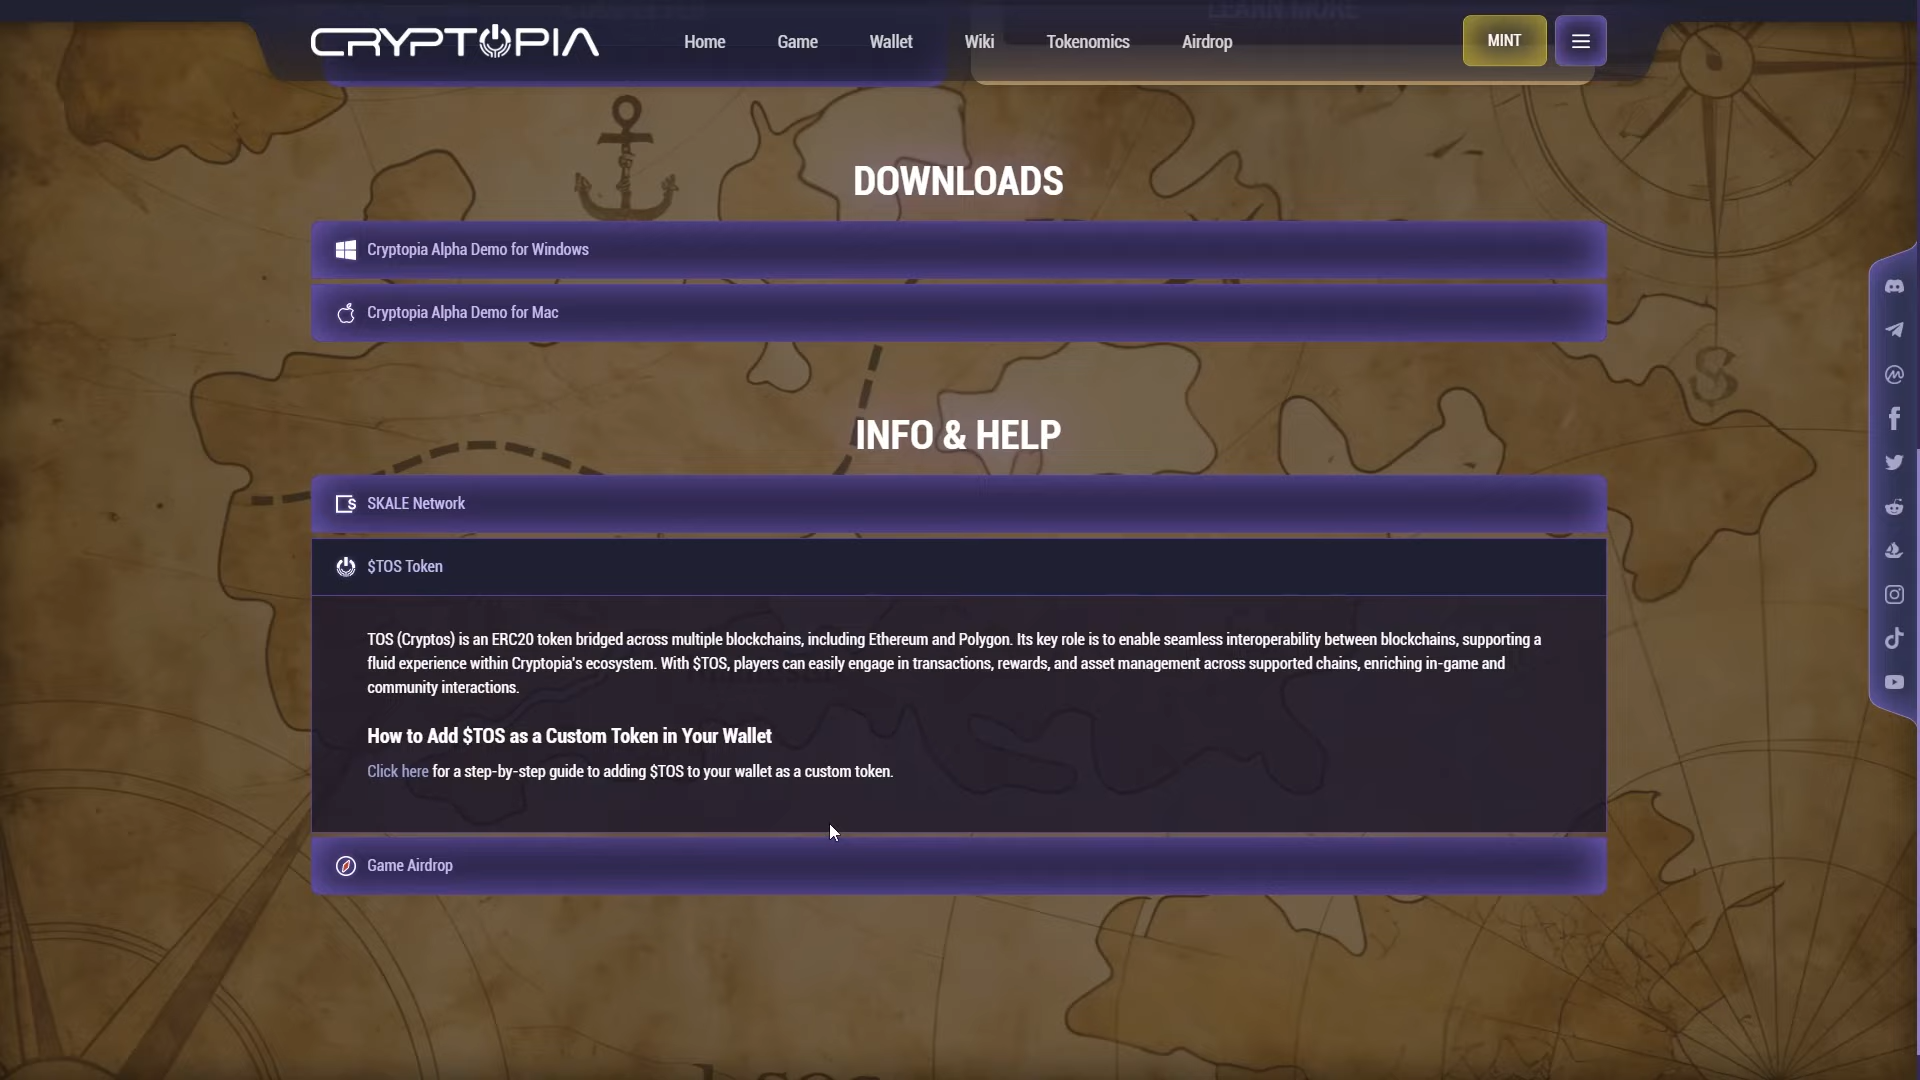 CRYPTOPIA
Home
Game
Wallet
Wiki
Tokenomics
Airdrop
MINT
LEARN MORE
DOWNLOADS
Cryptopia Alpha Demo for Windows
Cryptopia Alpha Demo for Mac
INFO & HELP
SKALE Network
$TOS Token
TOS (Cryptos) is an ERC20 token bridged across multiple blockchains, including Ethereum and Polygon. Its key role is to enable seamless interoperability between blockchains, supporting a
fluid experience within Cryptopia's ecosystem. With $TOS, players can easily engage in transactions, rewards, and asset management across supported chains, enriching in-game and
community interactions.
How to Add $TOS as a Custom Token in Your Wallet
Click here for a step-by-step guide to adding $TOS to your wallet as a custom token.
Game Airdrop